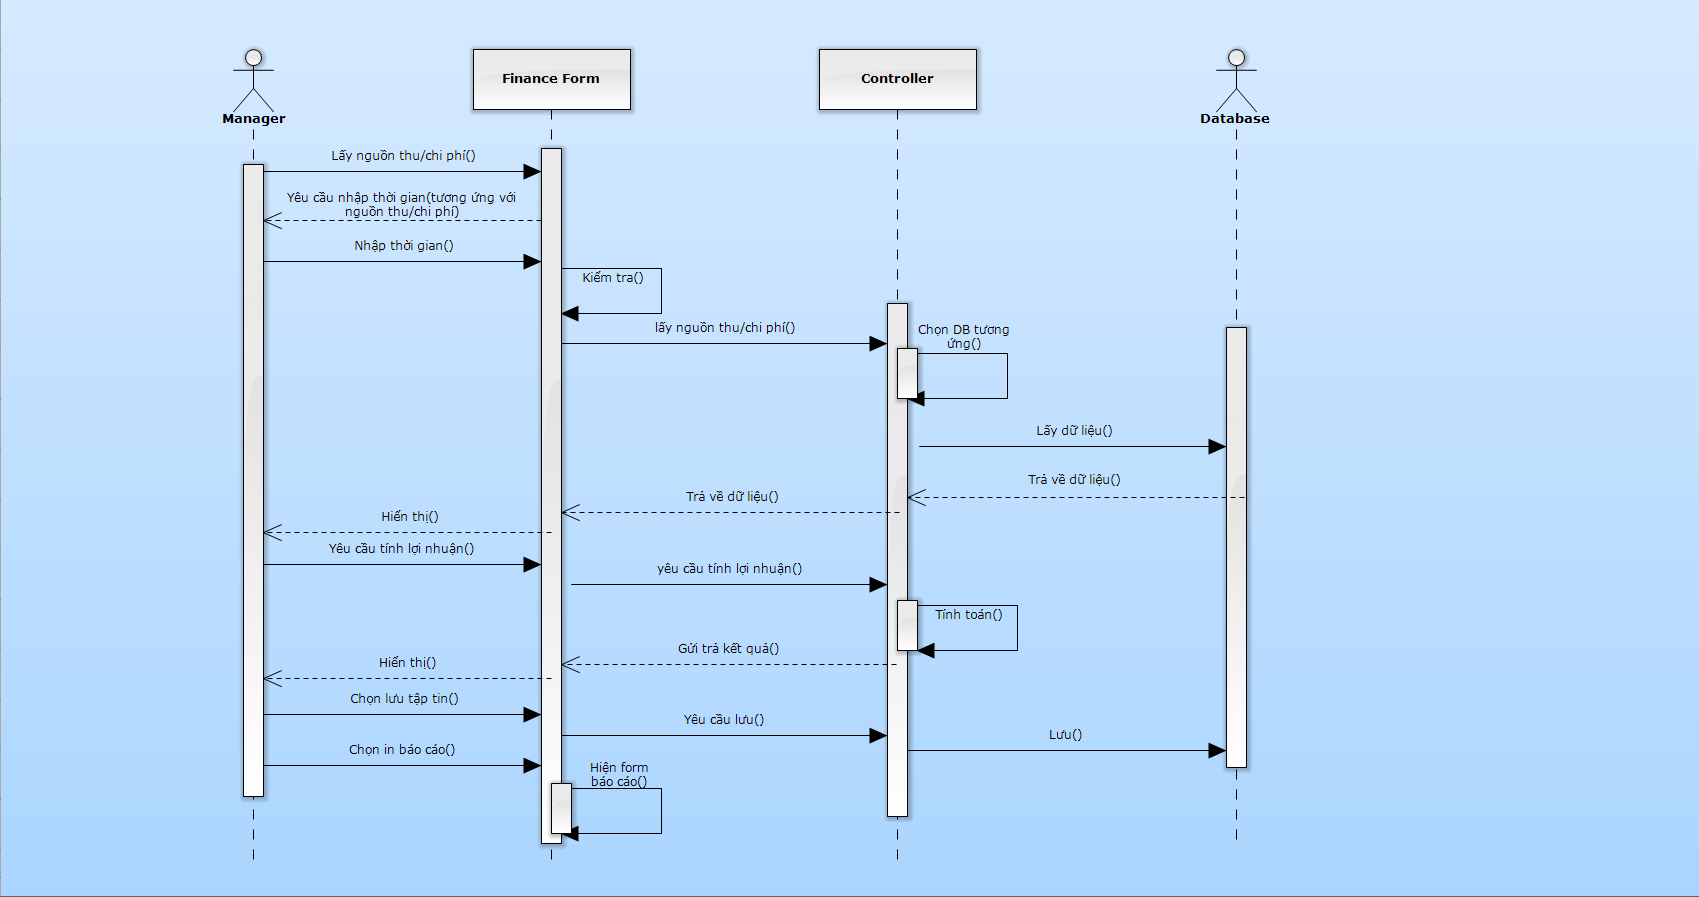 Finance Form
Controller
Manager
Database
Lấy nguồn thu/chi phí()
Yêu cầu nhập thời gian(tương ứng với
nguồn thu/chi phí)
Nhập thời gian()
Kiểm tra()
lấy nguồn thu/chi phí()
Chọn DB tương
ứng()
Lấy dữ liệu()
Trả về dữ liệu()
Trả về dữ liệu()
Hiển thị()
Yêu cầu tính lợi nhuận()
yêu cầu tính lợi nhuận()
Tính toán()
Gửi trả kết quả()
Hiển thị()
Chọn lưu tập tin()
Yêu cầu lưu()
Lưu()
Chọn in báo cáo()
Hiện form
báo cáo()